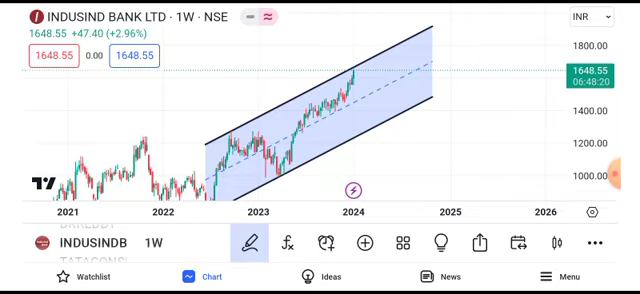 INDUSIND BANK LTD · 1W · NSE
INR
1648.55 +47.40 (+2.96%)
1648.55 0.00 1648.55
1800.00
1648.55
06:48:20
1400.00
1200.00
1000.00
2021 2022 2023 2024 2025 2026
INDUSINDB 1W
Watchlist Chart Ideas News Menu